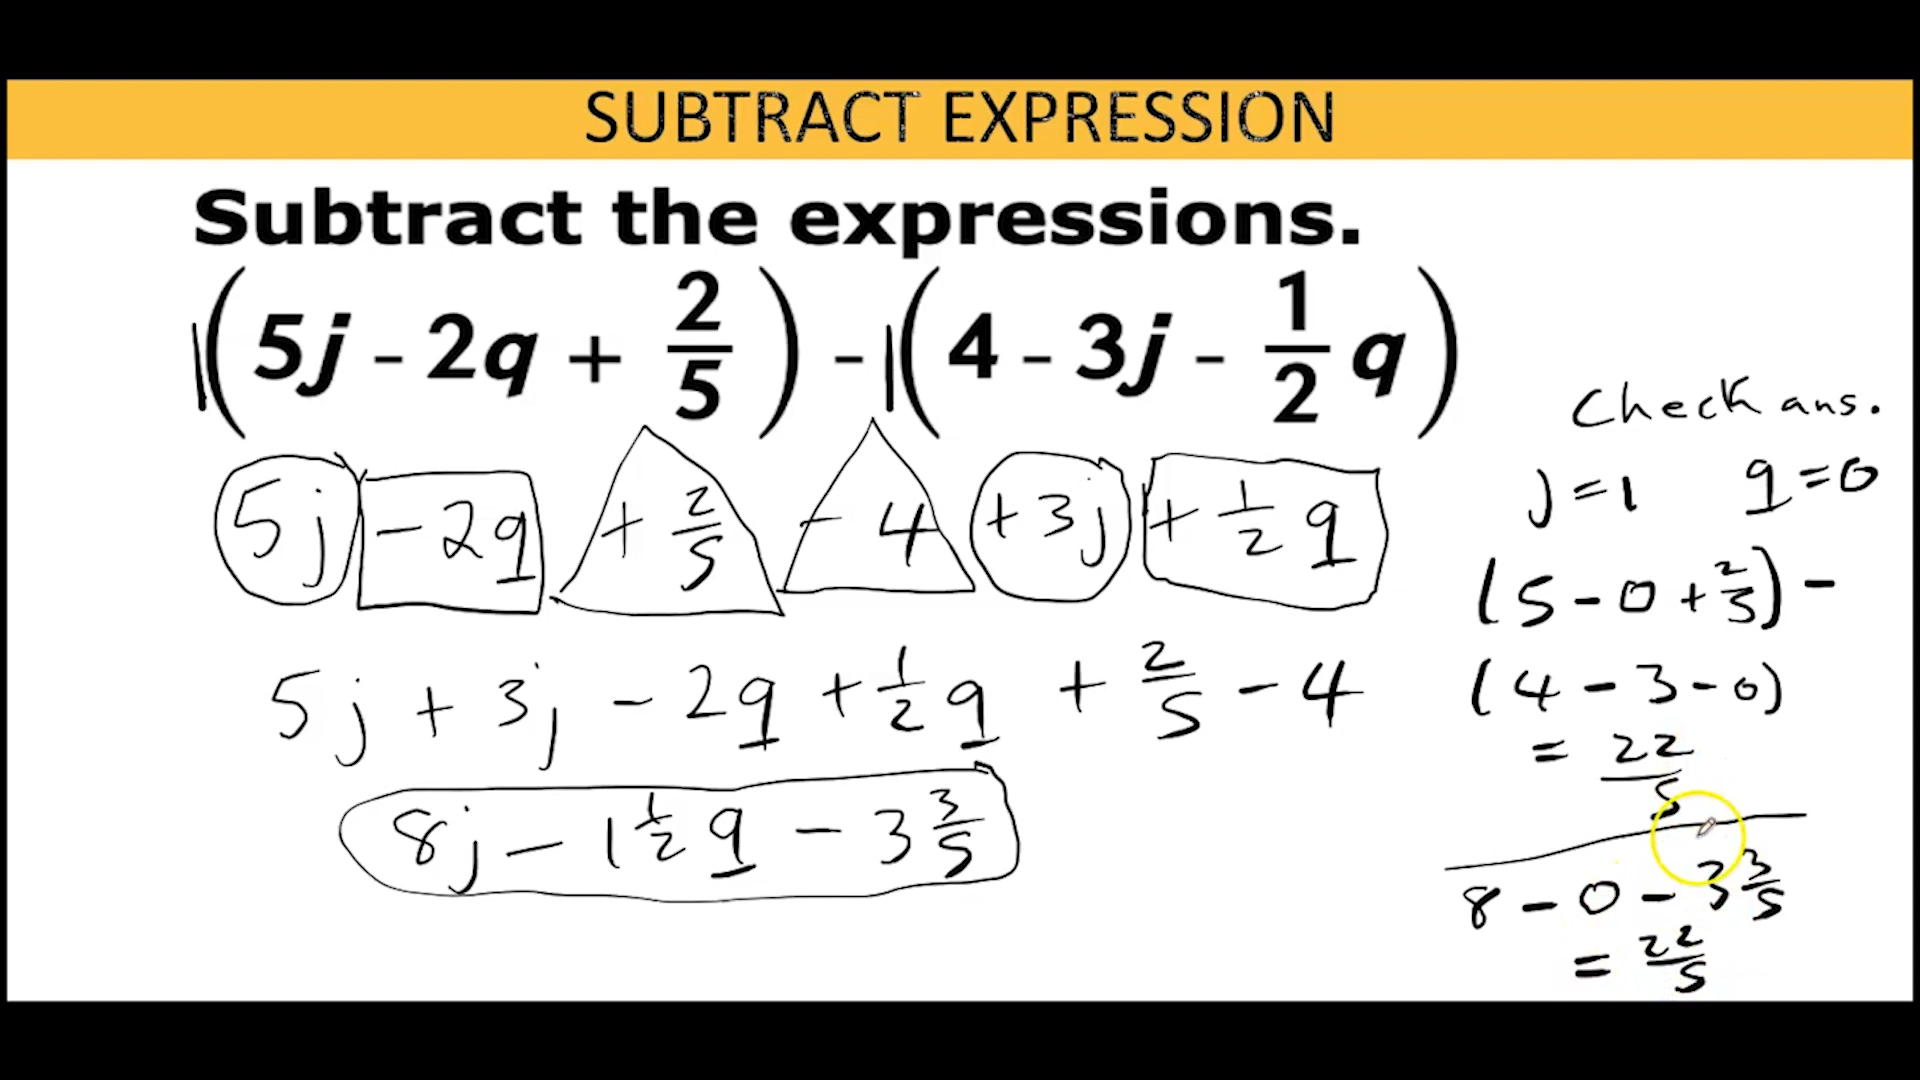 SUBTRACT EXPRESSION
Subtract the expressions.
1(5j - 2q + 2/5) - 1(4 - 3j - 1/2 q)
Check ans.
j = 1 q = 0
5j - 2q + 2/5 - 4 + 3j + 1/2 q
(5 - 0 + 2/5) -
(4 - 3 - 0)
5j + 3j - 2q + 1/2 q + 2/5 - 4
= 22/5
8j - 1 1/2 q - 3 3/5
8 - 0 - 3 3/5
= 22/5